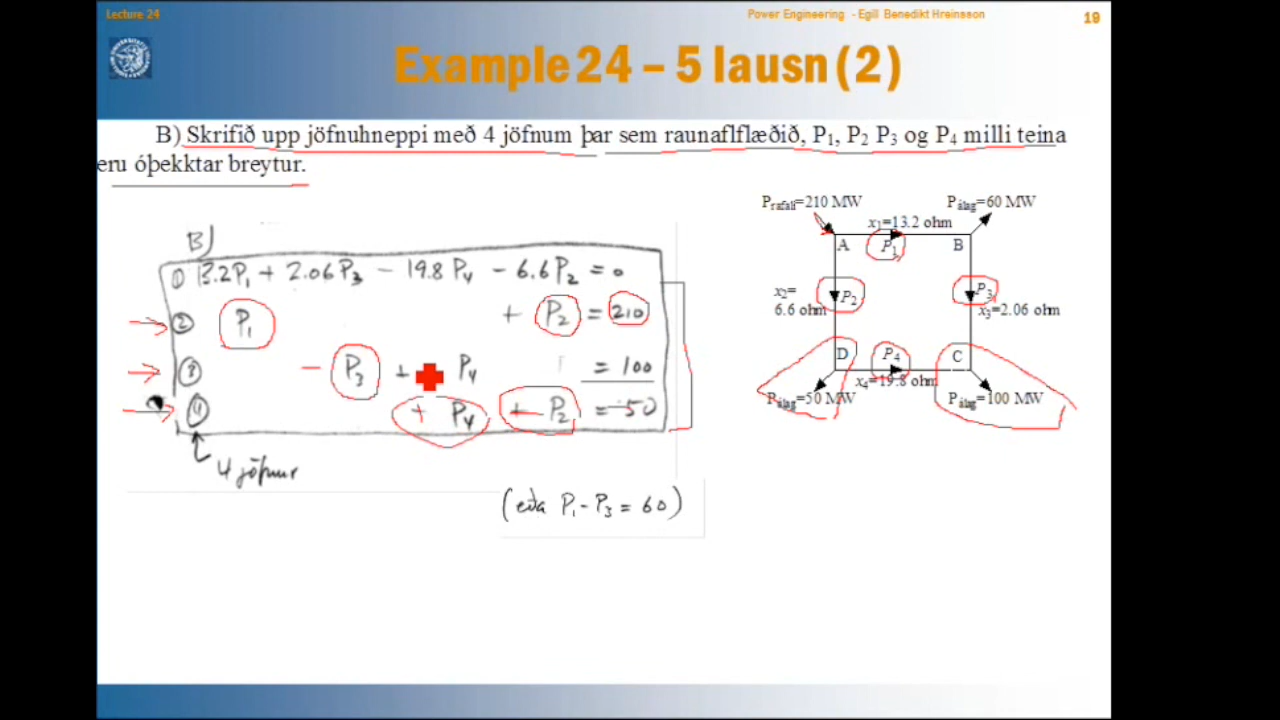 Lecture 24
Power Engineering - Egill Benedikt Hreinsson
19
Example 24 – 5 lausn (2)
B) Skrifið upp jöfnuhneppi með 4 jöfnum þar sem raunaflflæðið, P1, P2 P3 og P4 milli teina
eru óþekktar breytur.
B)
① 13.2P1 + 2.06P3 − 19.8P4 − 6.6P2 = 0
② P1 + P2 = 210
③ − P3 + P4 = 100
④ + P4 + P2 = 50
4 jöfnur
(eða P1 - P3 = 60)
Prafall=210 MW
Pálag=60 MW
x1=13.2 ohm
A
P1
B
x2=
6.6 ohm
P2
P3
x3=2.06 ohm
D
P4
C
x4=19.8 ohm
Pálag=50 MW
Pálag=100 MW